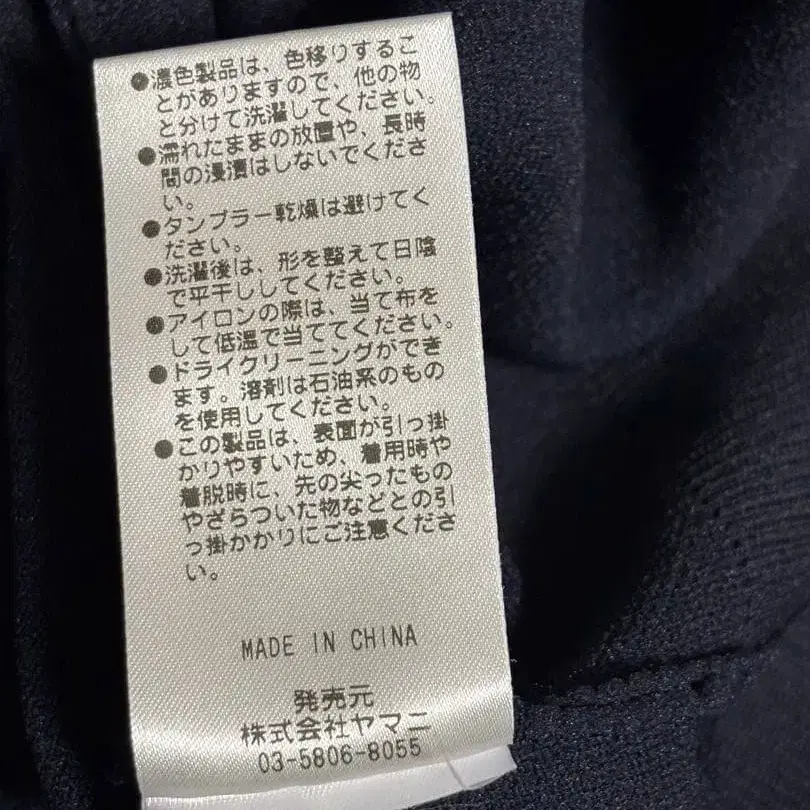 ●濃色製品は、色移りするこ
とがありますので、他の物
と分けて洗濯してください。
●濡れたままの放置や、長時
間の浸漬はしないでくださ
い。
●タンブラー乾燥は避けてく
ださい。
●洗濯後は、形を整えて日陰
で平干ししてください。
●アイロンの際は、当て布を
して低温で当ててください。
●ドライクリーニングができ
ます。溶剤は石油系のもの
を使用してください。
●この製品は、表面が引っ掛
かりやすいため、着用時や
着脱時に、先の尖ったもの
やざらついた物などとの引
っ掛かかりにご注意くださ
い。
MADE IN CHINA
発売元
株式会社ヤマニ
03-5806-8055